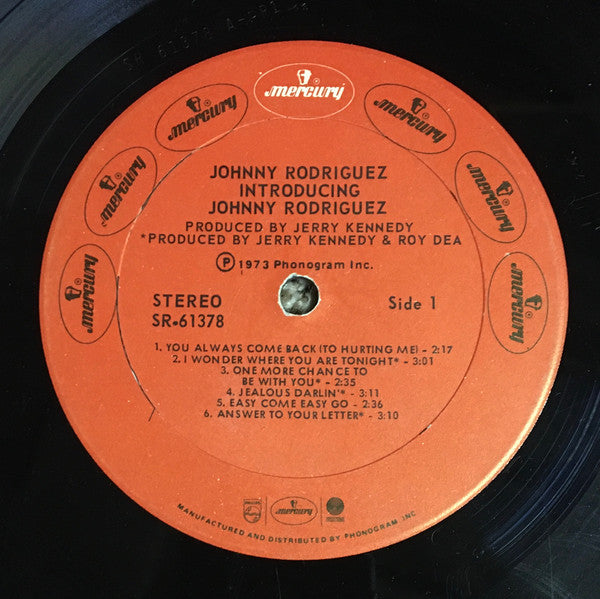 SR 61378 A
mercury
mercury
mercury
mercury
mercury
mercury
mercury
JOHNNY RODRIGUEZ
INTRODUCING
JOHNNY RODRIGUEZ
PRODUCED BY JERRY KENNEDY
*PRODUCED BY JERRY KENNEDY & ROY DEA
Ⓟ 1973 Phonogram Inc.
STEREO
SR•61378
Side 1
1. YOU ALWAYS COME BACK (TO HURTING ME) - 2:17
2. I WONDER WHERE YOU ARE TONIGHT* - 3:01
3. ONE MORE CHANCE TO
BE WITH YOU* - 2:35
4. JEALOUS DARLIN'* - 3:11
5. EASY COME EASY GO - 2:36
6. ANSWER TO YOUR LETTER* - 3:10
mercury
MANUFACTURED AND DISTRIBUTED BY PHONOGRAM, INC